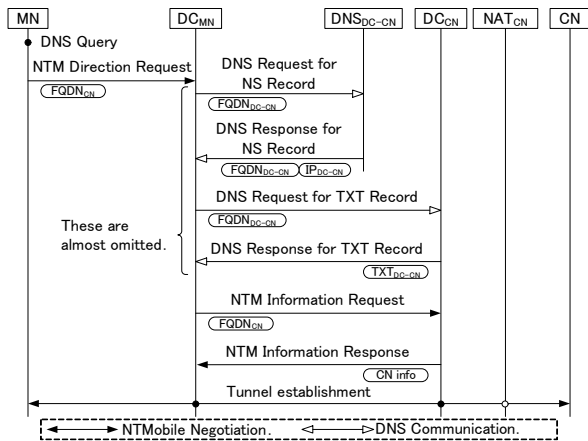 MN DC_MN DNS_DC-CN DC_CN NAT_CN CN
DNS Query
NTM Direction Request
FQDN_CN
DNS Request for
NS Record
FQDN_DC-CN
DNS Response for
NS Record
FQDN_DC-CN IP_DC-CN
DNS Request for TXT Record
FQDN_DC-CN
These are
almost omitted.
DNS Response for TXT Record
TXT_DC-CN
NTM Information Request
FQDN_CN
NTM Information Response
CN info
Tunnel establishment
NTMobile Negotiation. DNS Communication.